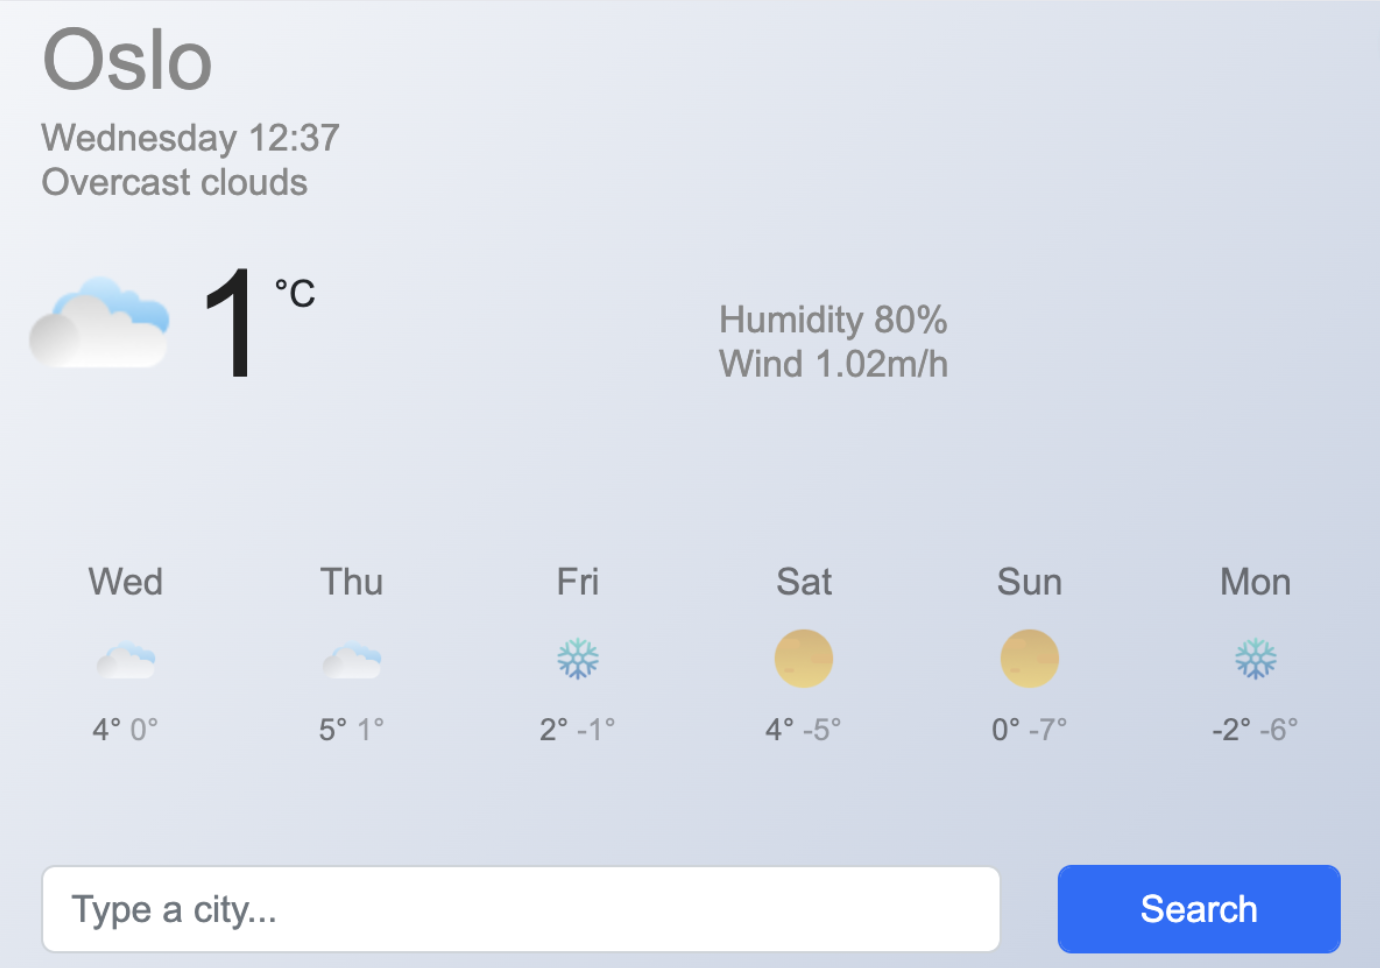 Oslo
Wednesday 12:37
Overcast clouds
1 °C
Humidity 80%
Wind 1.02m/h
Wed Thu Fri Sat Sun Mon
4° 0° 5° 1° 2° -1° 4° -5° 0° -7° -2° -6°
Type a city...
Search